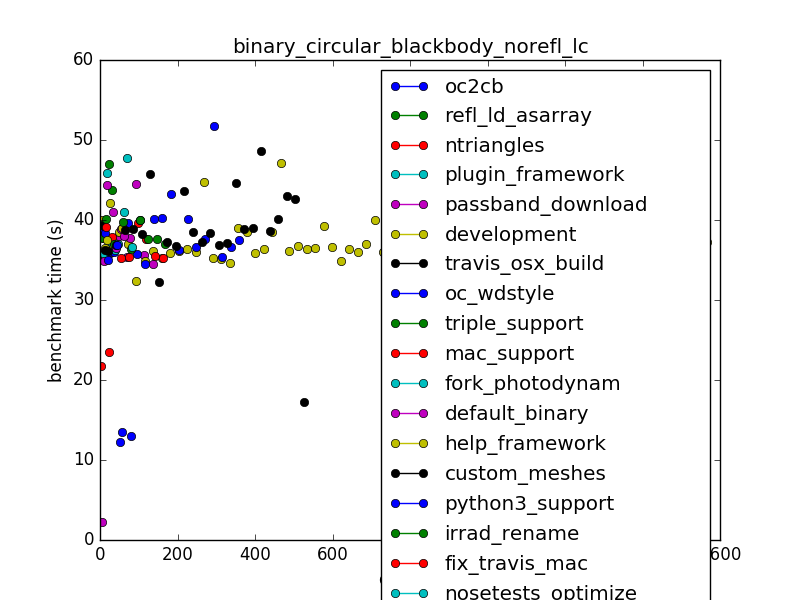 binary_circular_blackbody_norefl_lc
60
50
40
30
20
10
0
benchmark time (s)
0 200 400 600 600
oc2cb
refl_ld_asarray
ntriangles
plugin_framework
passband_download
development
travis_osx_build
oc_wdstyle
triple_support
mac_support
fork_photodynam
default_binary
help_framework
custom_meshes
python3_support
irrad_rename
fix_travis_mac
nosetests_optimize